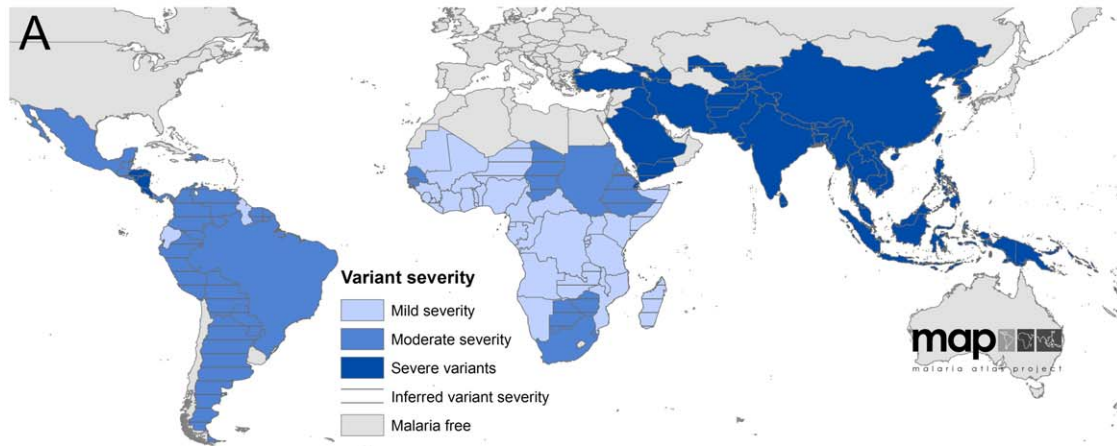 A
Variant severity
Mild severity
Moderate severity
Severe variants
Inferred variant severity
Malaria free
map
malaria atlas project